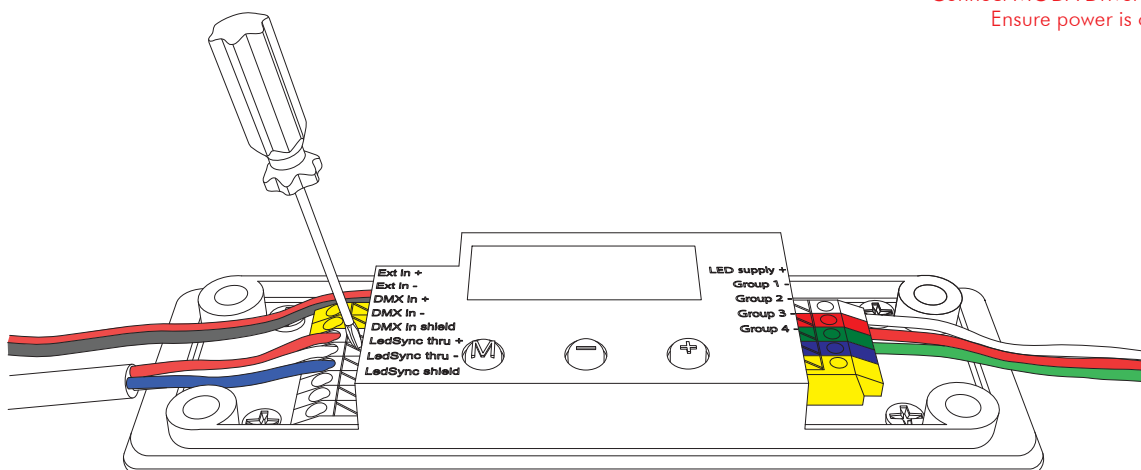 Ensure power is
Ext in +
Ext in -
DMX in +
DMX in -
DMX in shield
LedSync thru +
LedSync thru -
LedSync shield
LED supply +
Group 1 -
Group 2 -
Group 3 -
Group 4 -
M
-
+